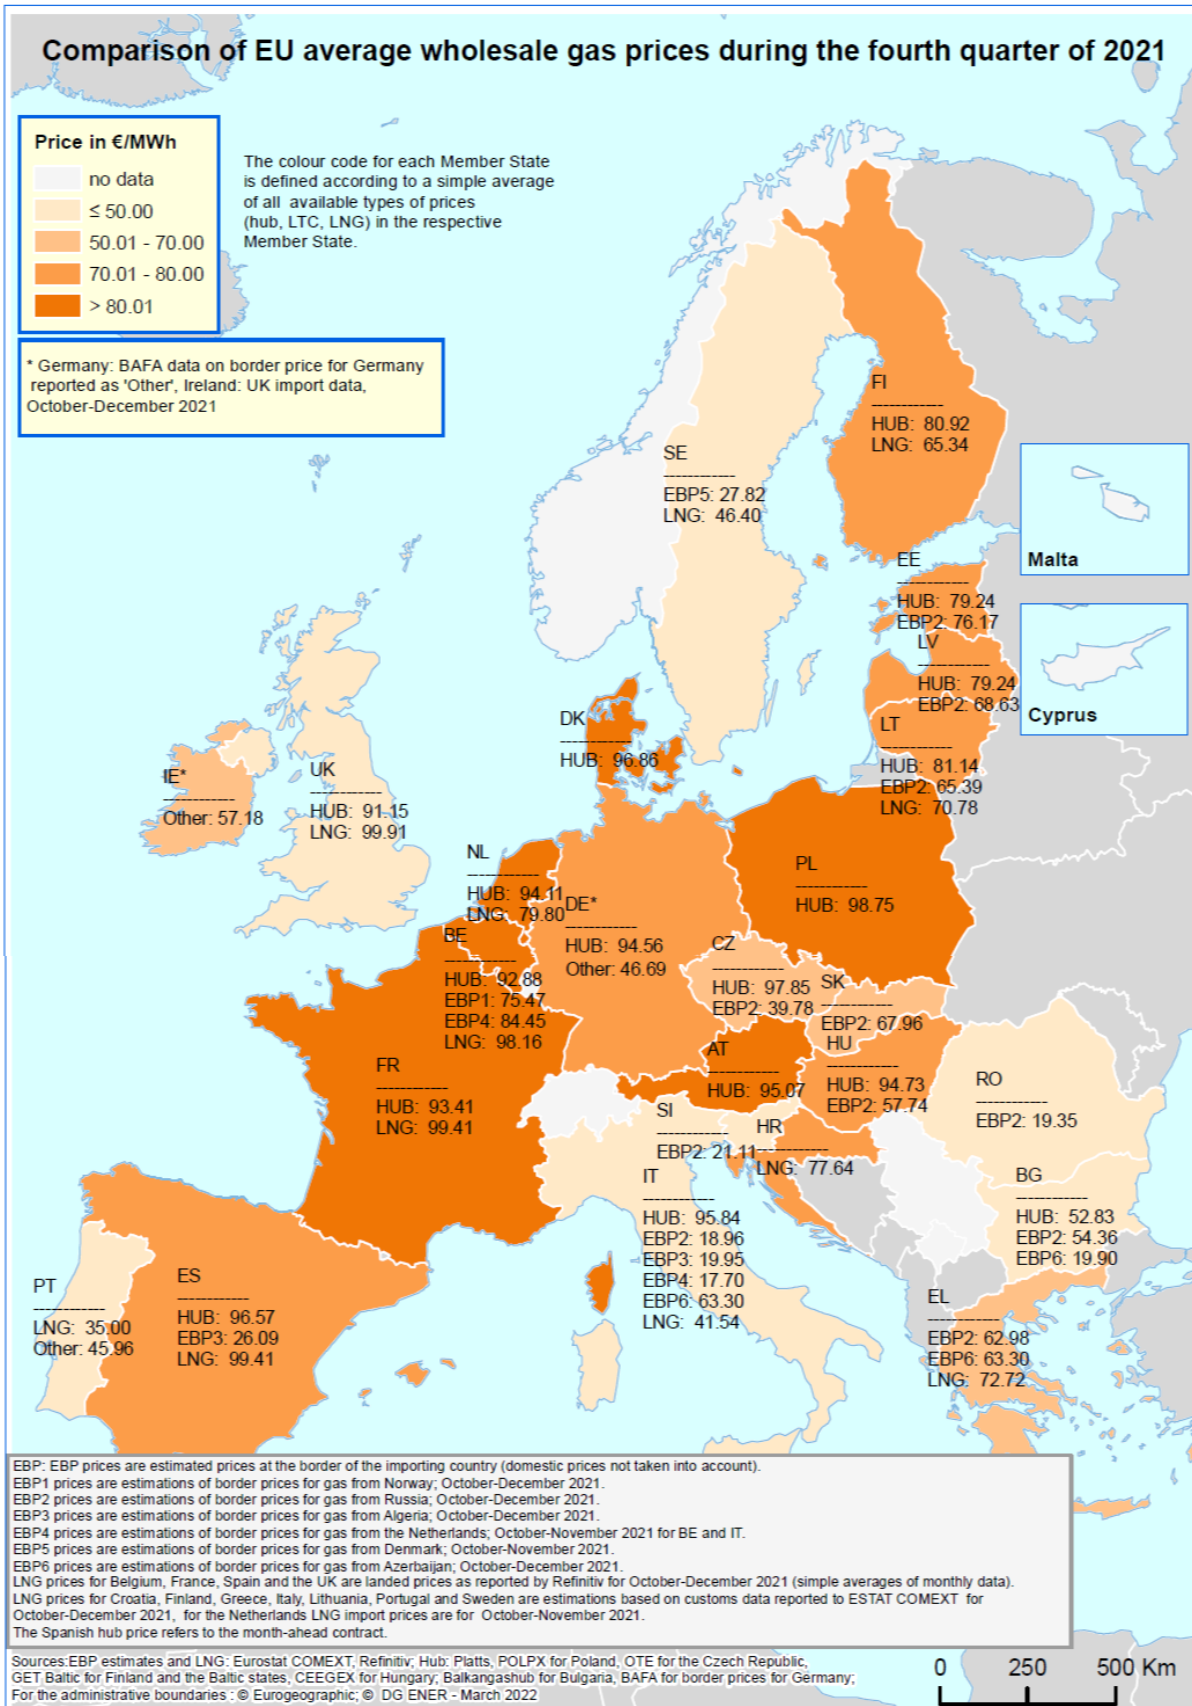 Comparison of EU average wholesale gas prices during the fourth quarter of 2021
Price in €/MWh
no data
≤ 50.00
50.01 - 70.00
70.01 - 80.00
> 80.01
The colour code for each Member State
is defined according to a simple average
of all available types of prices
(hub, LTC, LNG) in the respective
Member State.
* Germany: BAFA data on border price for Germany
reported as 'Other', Ireland: UK import data,
October-December 2021
FI
------------
HUB: 80.92
LNG: 65.34
SE
------------
EBP5: 27.82
LNG: 46.40
Malta
EE
------------
HUB: 79.24
EBP2: 76.17
LV
------------
HUB: 79.24
EBP2: 68.63
Cyprus
LT
------------
HUB: 81.14
EBP2: 65.39
LNG: 70.78
DK
------------
HUB: 96.86
IE*
------------
Other: 57.18
UK
------------
HUB: 91.15
LNG: 99.91
NL
------------
HUB: 94.11
LNG: 79.80
DE*
------------
HUB: 94.56
Other: 46.69
PL
------------
HUB: 98.75
BE
------------
HUB: 92.88
EBP1: 75.47
EBP4: 84.45
LNG: 98.16
CZ
------------
HUB: 97.85
EBP2: 39.78
SK
------------
EBP2: 67.96
HU
------------
HUB: 94.73
EBP2: 57.74
AT
------------
HUB: 95.07
FR
------------
HUB: 93.41
LNG: 99.41
RO
------------
EBP2: 19.35
SI
------------
EBP2: 21.11
HR
------------
LNG: 77.64
IT
------------
HUB: 95.84
EBP2: 18.96
EBP3: 19.95
EBP4: 17.70
EBP6: 63.30
LNG: 41.54
BG
------------
HUB: 52.83
EBP2: 54.36
EBP6: 19.90
PT
------------
LNG: 35.00
Other: 45.96
ES
------------
HUB: 96.57
EBP3: 26.09
LNG: 99.41
EL
------------
EBP2: 62.98
EBP6: 63.30
LNG: 72.72
EBP: EBP prices are estimated prices at the border of the importing country (domestic prices not taken into account).
EBP1 prices are estimations of border prices for gas from Norway; October-December 2021.
EBP2 prices are estimations of border prices for gas from Russia; October-December 2021.
EBP3 prices are estimations of border prices for gas from Algeria; October-December 2021.
EBP4 prices are estimations of border prices for gas from the Netherlands; October-November 2021 for BE and IT.
EBP5 prices are estimations of border prices for gas from Denmark; October-November 2021.
EBP6 prices are estimations of border prices for gas from Azerbaijan; October-December 2021.
LNG prices for Belgium, France, Spain and the UK are landed prices as reported by Refinitiv for October-December 2021 (simple averages of monthly data).
LNG prices for Croatia, Finland, Greece, Italy, Lithuania, Portugal and Sweden are estimations based on customs data reported to ESTAT COMEXT for
October-December 2021, for the Netherlands LNG import prices are for October-November 2021.
The Spanish hub price refers to the month-ahead contract.
Sources:EBP estimates and LNG: Eurostat COMEXT, Refinitiv; Hub: Platts, POLPX for Poland, OTE for the Czech Republic,
GET Baltic for Finland and the Baltic states, CEEGEX for Hungary; Balkangashub for Bulgaria, BAFA for border prices for Germany;
For the administrative boundaries : © Eurogeographic; © DG ENER - March 2022
0 250 500 Km